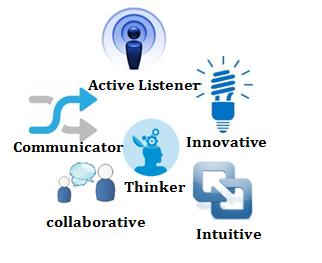 Active Listener
Innovative
Communicator
Thinker
collaborative
Intuitive